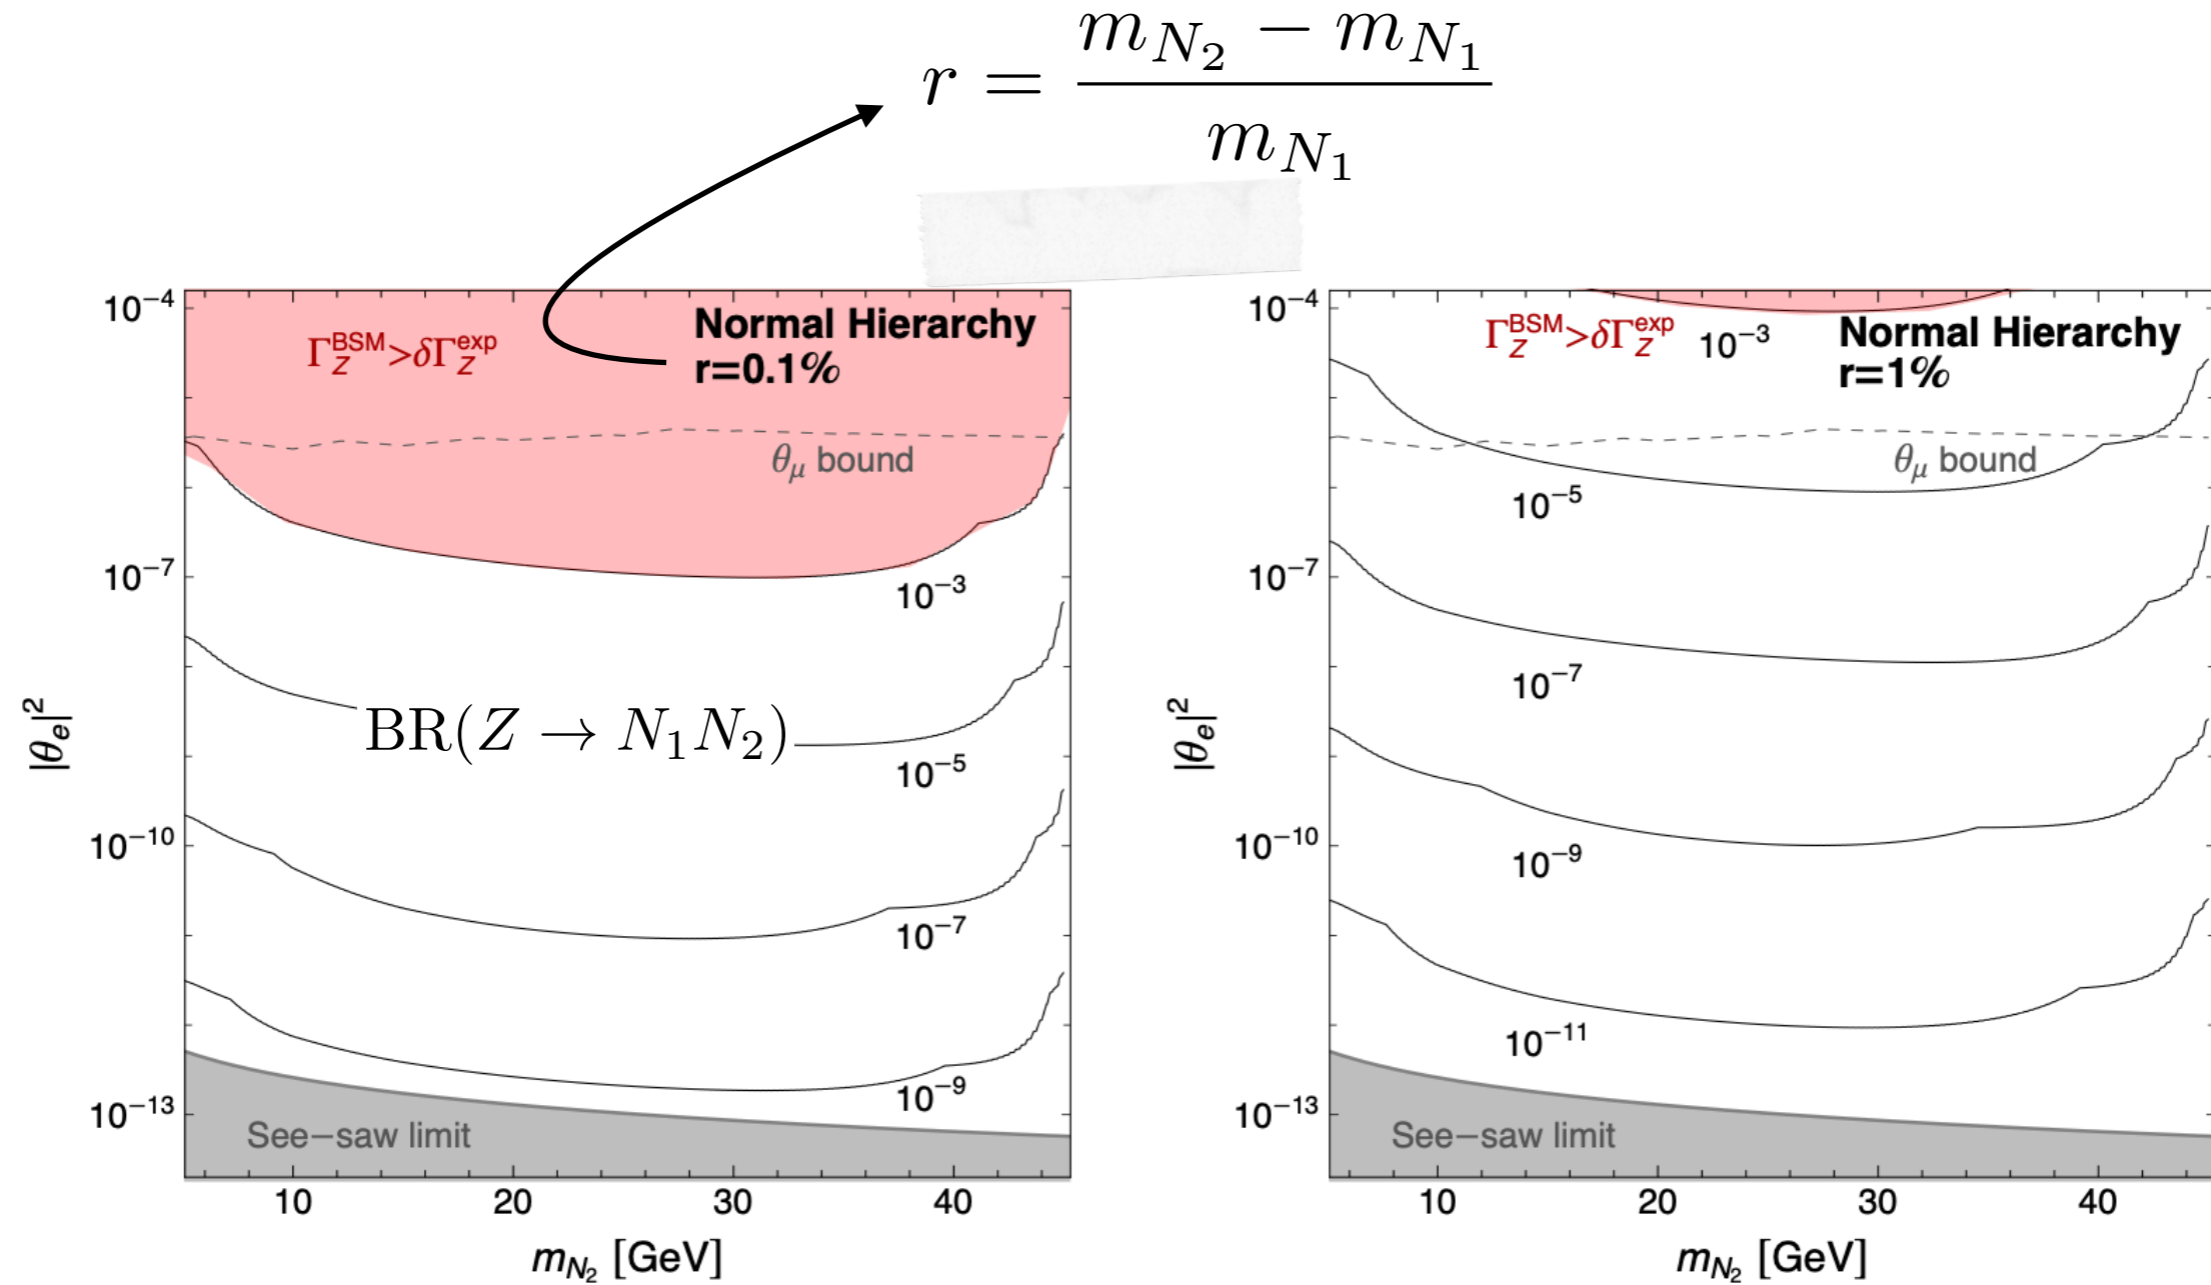 r = \frac{m_{N_2} - m_{N_1}}{m_{N_1}}
10⁻⁴
10⁻⁷
10⁻¹⁰
10⁻¹³
|θₑ|²
Γ_Z^BSM>δΓ_Z^exp
Normal Hierarchy
r=0.1%
θ_μ bound
10⁻³
BR(Z → N₁N₂)
10⁻⁵
10⁻⁷
10⁻⁹
See−saw limit
10 20 30 40
m_{N_2} [GeV]
10⁻⁴
10⁻⁷
10⁻¹⁰
10⁻¹³
|θₑ|²
Γ_Z^BSM>δΓ_Z^exp
10⁻³
Normal Hierarchy
r=1%
θ_μ bound
10⁻⁵
10⁻⁷
10⁻⁹
10⁻¹¹
See−saw limit
10 20 30 40
m_{N_2} [GeV]